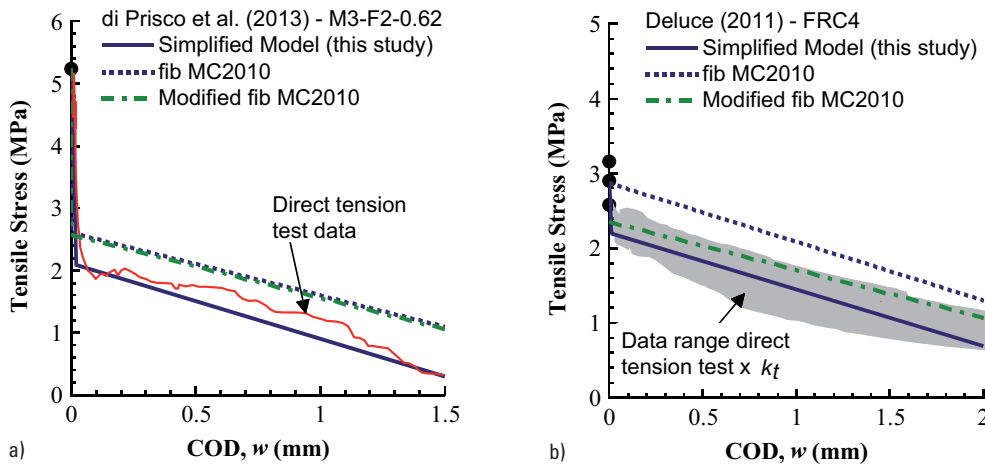 di Prisco et al. (2013) - M3-F2-0.62
Simplified Model (this study)
fib MC2010
Modified fib MC2010
Tensile Stress (MPa)
6
5
4
3
2
1
0
Direct tension
test data
0
0.5
1
1.5
a)
COD, w (mm)
Deluce (2011) - FRC4
Simplified Model (this study)
fib MC2010
Modified fib MC2010
Tensile Stress (MPa)
5
4
3
2
1
0
Data range direct
tension test x kt
0
0.5
1
1.5
2
b)
COD, w (mm)